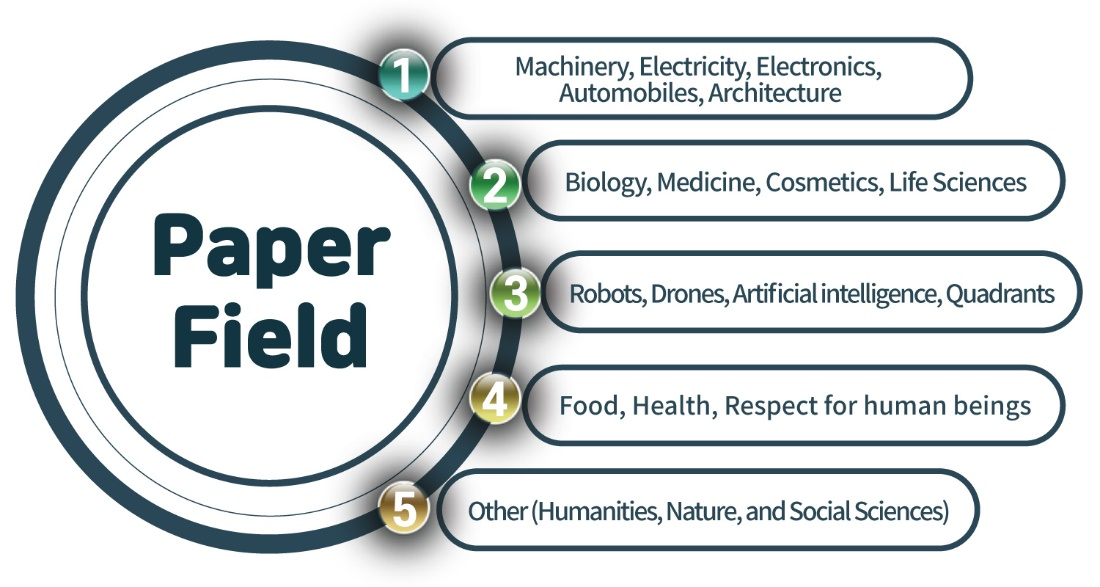 Paper
Field
1
Machinery, Electricity, Electronics,
Automobiles, Architecture
2
Biology, Medicine, Cosmetics, Life Sciences
3
Robots, Drones, Artificial intelligence, Quadrants
4
Food, Health, Respect for human beings
5
Other (Humanities, Nature, and Social Sciences)